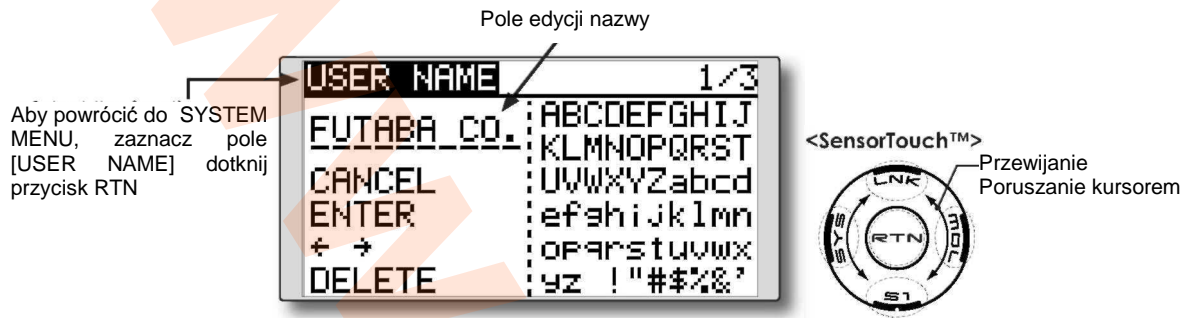 Pole edycji nazwy
Aby powrócić do SYSTEM
MENU, zaznacz pole
[USER NAME] dotknij
przycisk RTN
USER NAME 1/3
FUTABA CO.
CANCEL
ENTER
← →
DELETE
ABCDEFGHIJ
KLMNOPQRST
UVWXYZabcd
efghijklmn
opqrstuvwx
yz !"#$%&'
<SensorTouch™>
Przewijanie
Poruszanie kursorem
LNK
SYS
RTN
MDL
S1